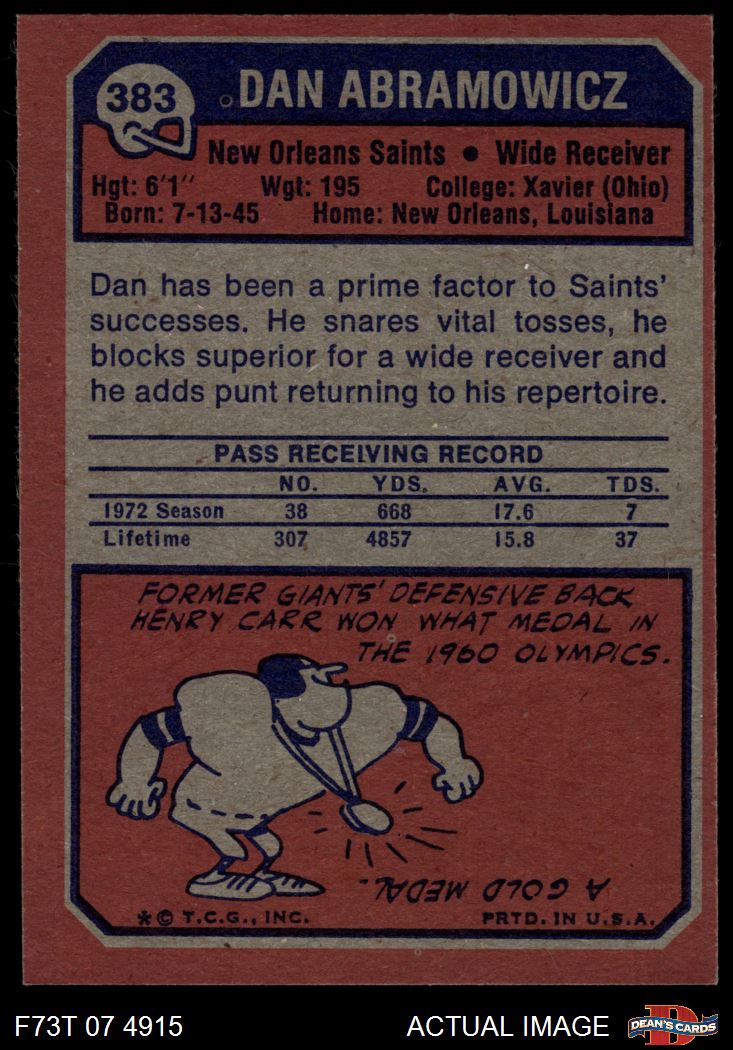 383
DAN ABRAMOWICZ
New Orleans Saints • Wide Receiver
Hgt: 6'1" Wgt: 195 College: Xavier (Ohio)
Born: 7-13-45 Home: New Orleans, Louisiana
Dan has been a prime factor to Saints'
successes. He snares vital tosses, he
blocks superior for a wide receiver and
he adds punt returning to his repertoire.
PASS RECEIVING RECORD
NO. YDS. AVG. TDS.
1972 Season 38 668 17.6 7
Lifetime 307 4857 15.8 37
FORMER GIANTS' DEFENSIVE BACK
HENRY CARR WON WHAT MEDAL IN
THE 1960 OLYMPICS.
A GOLD MEDAL.
* © T.C.G., INC. PRTD. IN U.S.A.
F73T 07 4915 ACTUAL IMAGE
D
DEAN'S CARDS